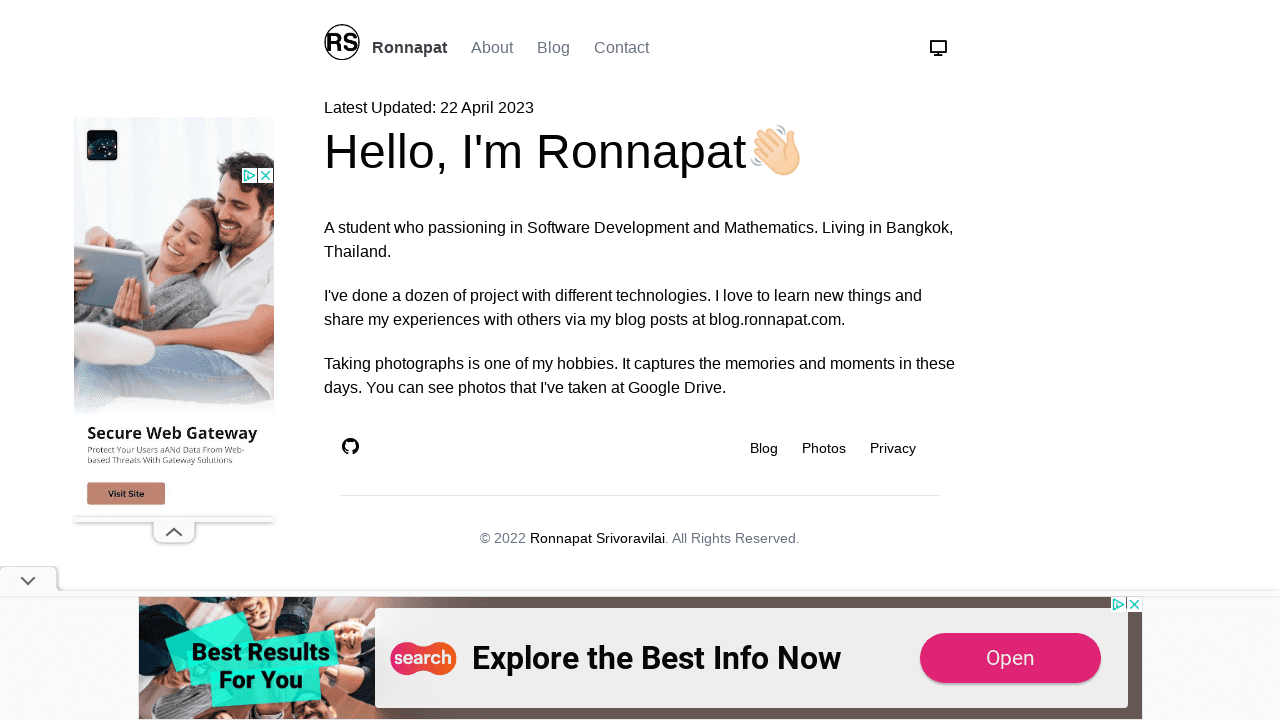 RS
Ronnapat
About
Blog
Contact
Latest Updated: 22 April 2023
Hello, I'm Ronnapat
A student who passioning in Software Development and Mathematics. Living in Bangkok,
Thailand.
I've done a dozen of project with different technologies. I love to learn new things and
share my experiences with others via my blog posts at blog.ronnapat.com.
Taking photographs is one of my hobbies. It captures the memories and moments in these
days. You can see photos that I've taken at Google Drive.
Secure Web Gateway
Protect Your Users aANd Data From Web-
based Threats With Gateway Solutions
Visit Site
Blog
Photos
Privacy
© 2022 Ronnapat Srivoravilai. All Rights Reserved.
Best Results
For You
search
Explore the Best Info Now
Open